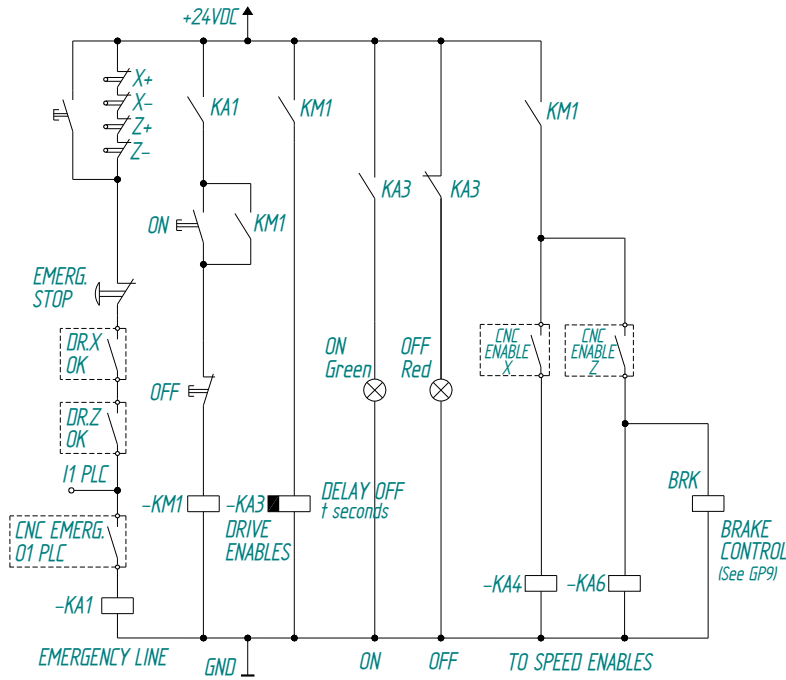 +24VDC
X+
X-
Z+
Z-
KA1
KM1
KM1
KA3
KA3
ON
KM1
EMERG.
STOP
DR.X
OK
CNC
ENABLE
X
CNC
ENABLE
Z
ON
Green
OFF
Red
OFF
DR.Z
OK
I1 PLC
-KM1
-KA3
DELAY OFF
t seconds
DRIVE
ENABLES
BRK
BRAKE
CONTROL
(See GP9)
CNC EMERG.
O1 PLC
-KA4
-KA6
-KA1
EMERGENCY LINE
GND
ON
OFF
TO SPEED ENABLES